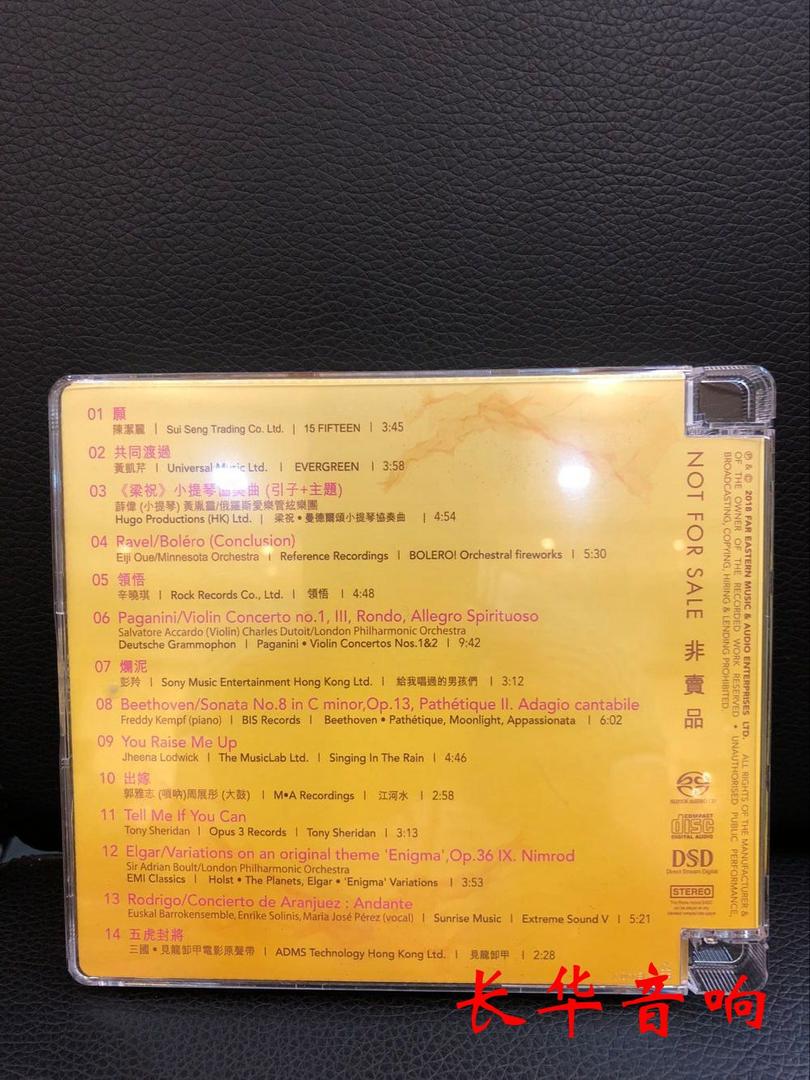 01 願
陳潔麗 | Sui Seng Trading Co. Ltd. | 15 FIFTEEN | 3:45
02 共同渡過
黃凱芹 | Universal Music Ltd. | EVERGREEN | 3:58
03 《梁祝》小提琴協奏曲 (引子+主題)
薛偉 (小提琴) 黃胤靈/俄羅斯愛樂管絃樂團
Hugo Productions (HK) Ltd. | 梁祝•曼德爾頌小提琴協奏曲 | 4:54
04 Ravel/Boléro (Conclusion)
Eiji Oue/Minnesota Orchestra | Reference Recordings | BOLERO! Orchestral fireworks | 5:30
05 領悟
辛曉琪 | Rock Records Co., Ltd. | 領悟 | 4:48
06 Paganini/Violin Concerto no.1, III, Rondo, Allegro Spirituoso
Salvatore Accardo (Violin) Charles Dutoit/London Philharmonic Orchestra
Deutsche Grammophon | Paganini • Violin Concertos Nos.1&2 | 9:42
07 爛泥
彭羚 | Sony Music Entertainment Hong Kong Ltd. | 給我唱過的男孩們 | 3:12
08 Beethoven/Sonata No.8 in C minor,Op.13, Pathétique II. Adagio cantabile
Freddy Kempf (piano) | BIS Records | Beethoven • Pathétique, Moonlight, Appassionata | 6:02
09 You Raise Me Up
Jheena Lodwick | The MusicLab Ltd. | Singing In The Rain | 4:46
10 出嫁
郭雅志 (嗩吶)周展彤 (大鼓) | M•A Recordings | 江河水 | 2:58
11 Tell Me If You Can
Tony Sheridan | Opus 3 Records | Tony Sheridan | 3:13
12 Elgar/Variations on an original theme 'Enigma',Op.36 IX. Nimrod
Sir Adrian Boult/London Philharmonic Orchestra
EMI Classics | Holst • The Planets, Elgar • 'Enigma' Variations | 3:53
13 Rodrigo/Concierto de Aranjuez : Andante
Euskal Barrokensemble, Enrike Solinis, Maria José Pérez (vocal) | Sunrise Music | Extreme Sound V | 5:21
14 五虎封將
三國•見龍卸甲電影原聲帶 | ADMS Technology Hong Kong Ltd. | 見龍卸甲 | 2:28
NOT FOR SALE 非賣品
℗ & © 2018 FAR EASTERN MUSIC & AUDIO ENTERPRISES LTD. ALL RIGHTS OF THE MANUFACTURER &
OF THE OWNER OF THE RECORDED WORK RESERVED • UNAUTHORISED PUBLIC PERFORMANCE,
BROADCASTING, COPYING, HIRING & LENDING PROHIBITED.
SUPER AUDIO CD
COMPACT
disc
DIGITAL AUDIO
DSD
Direct Stream Digital
STEREO
长华音响